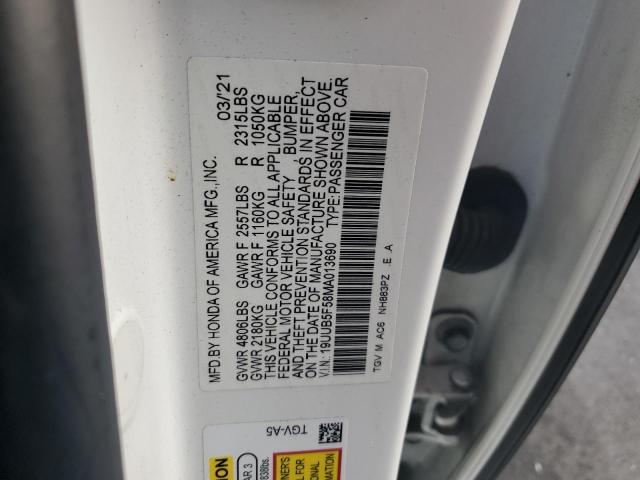 MFD.BY HONDA OF AMERICA MFG.,INC. 03/'21
GVWR 4806LBS GAWR F 2557LBS R 2315LBS
GVWR 2180KG GAWR F 1160KG R 1050KG
THIS VEHICLE CONFORMS TO ALL APPLICABLE
FEDERAL MOTOR VEHICLE SAFETY, BUMPER,
AND THEFT PREVENTION STANDARDS IN EFFECT
ON THE DATE OF MANUFACTURE SHOWN ABOVE.
V.I.N.: 19UUB5F58MA013690 TYPE:PASSENGER CAR
TGV M AC6 NH883PZ .E .A
TGV-A5